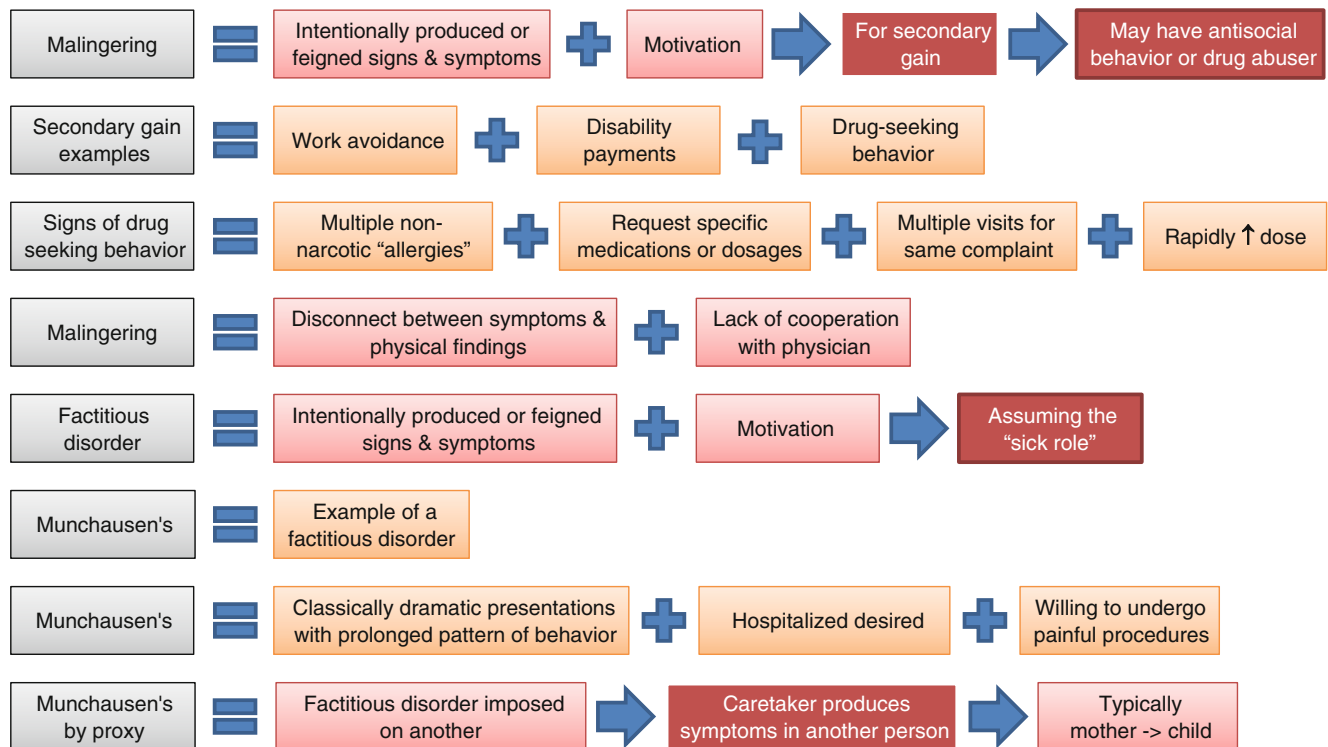 Malingering
Intentionally produced or
feigned signs & symptoms
Motivation
For secondary
gain
May have antisocial
behavior or drug abuser
Secondary gain
examples
Work avoidance
Disability
payments
Drug-seeking
behavior
Signs of drug
seeking behavior
Multiple non-
narcotic “allergies”
Request specific
medications or dosages
Multiple visits for
same complaint
Rapidly ↑ dose
Malingering
Disconnect between symptoms &
physical findings
Lack of cooperation
with physician
Factitious
disorder
Intentionally produced or feigned
signs & symptoms
Motivation
Assuming the
“sick role”
Munchausen's
Example of a
factitious disorder
Munchausen's
Classically dramatic presentations
with prolonged pattern of behavior
Hospitalized desired
Willing to undergo
painful procedures
Munchausen's
by proxy
Factitious disorder imposed
on another
Caretaker produces
symptoms in another person
Typically
mother -> child